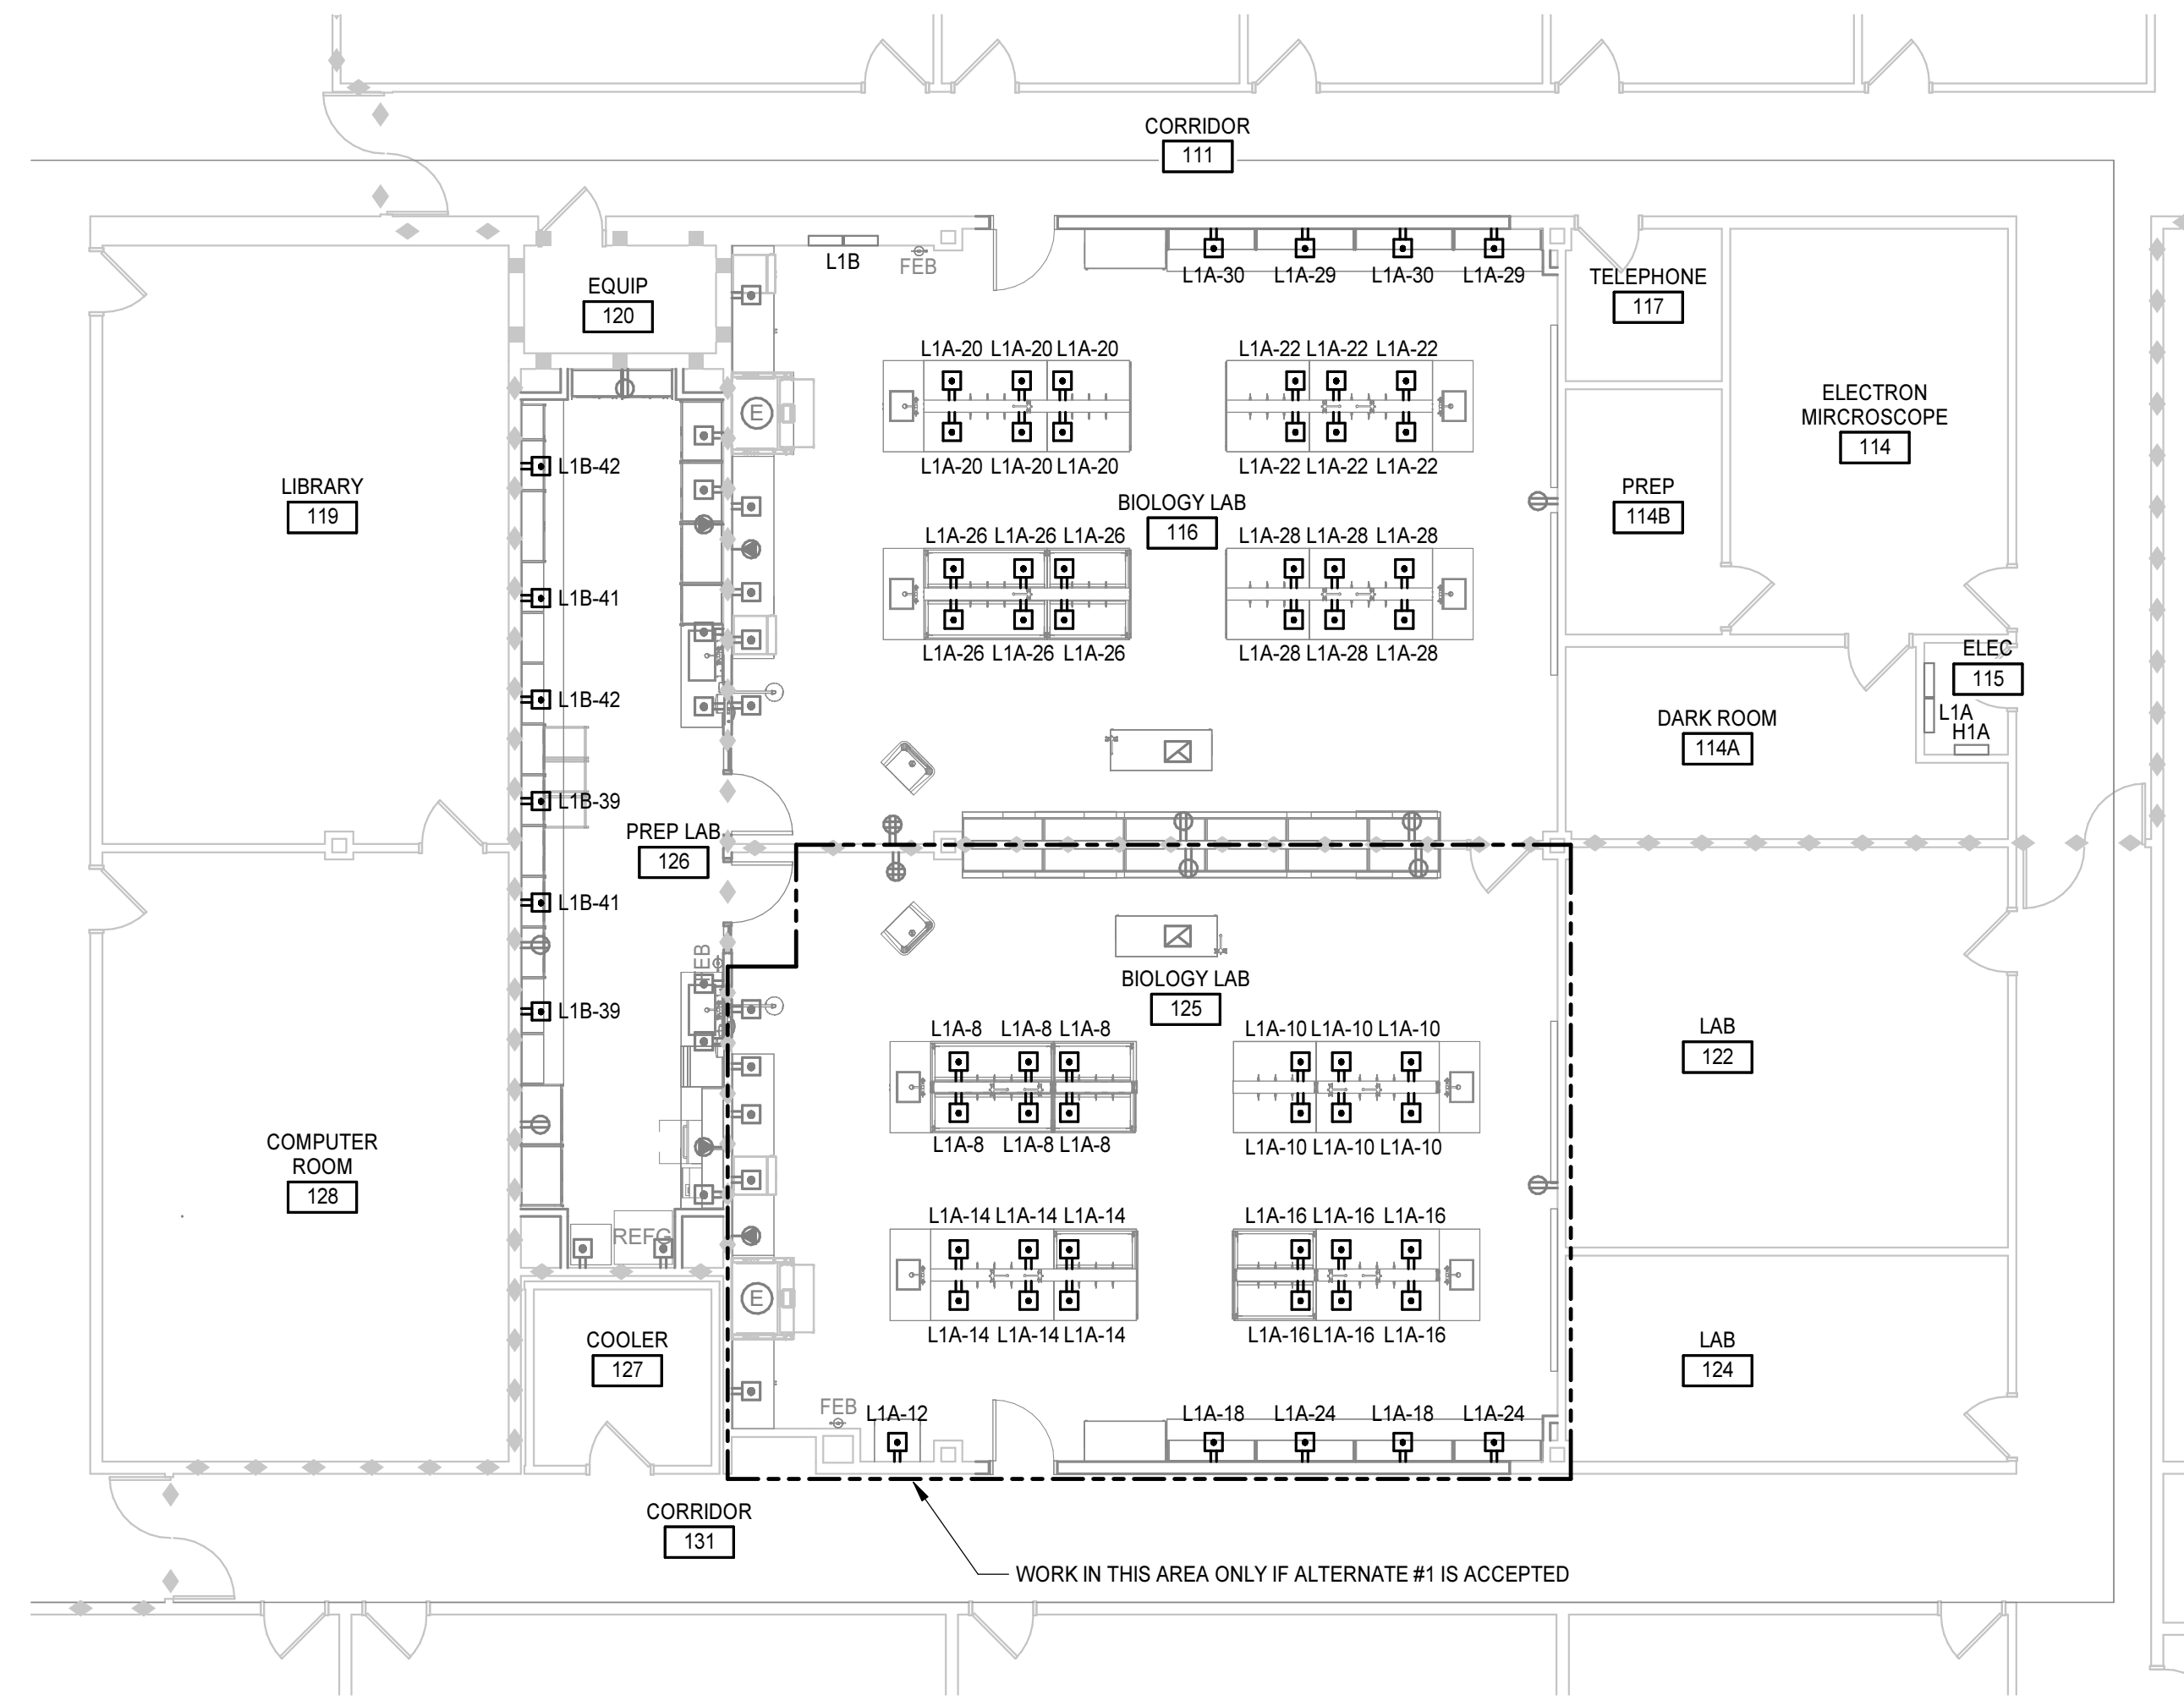 CORRIDOR
111
L1B
FEB
L1A-30 L1A-29 L1A-30 L1A-29
EQUIP
120
TELEPHONE
117
L1A-20 L1A-20 L1A-20
L1A-22 L1A-22 L1A-22
ELECTRON
MIRCROSCOPE
114
E
L1A-20 L1A-20 L1A-20
L1A-22 L1A-22 L1A-22
L1B-42
LIBRARY
119
PREP
114B
BIOLOGY LAB
116
L1A-26 L1A-26 L1A-26
L1A-28 L1A-28 L1A-28
L1B-41
L1A-26 L1A-26 L1A-26
L1A-28 L1A-28 L1A-28
ELEC
115
L1B-42
DARK ROOM
114A
L1A
H1A
L1B-39
PREP LAB
126
L1B-41
FEB
BIOLOGY LAB
125
L1B-39
L1A-8 L1A-8 L1A-8
L1A-10 L1A-10 L1A-10
LAB
122
COMPUTER
ROOM
128
L1A-8 L1A-8 L1A-8
L1A-10 L1A-10 L1A-10
REFG
L1A-14 L1A-14 L1A-14
L1A-16 L1A-16 L1A-16
E
L1A-14 L1A-14 L1A-14
L1A-16 L1A-16 L1A-16
COOLER
127
LAB
124
FEB
L1A-12
L1A-18 L1A-24 L1A-18 L1A-24
CORRIDOR
131
WORK IN THIS AREA ONLY IF ALTERNATE #1 IS ACCEPTED